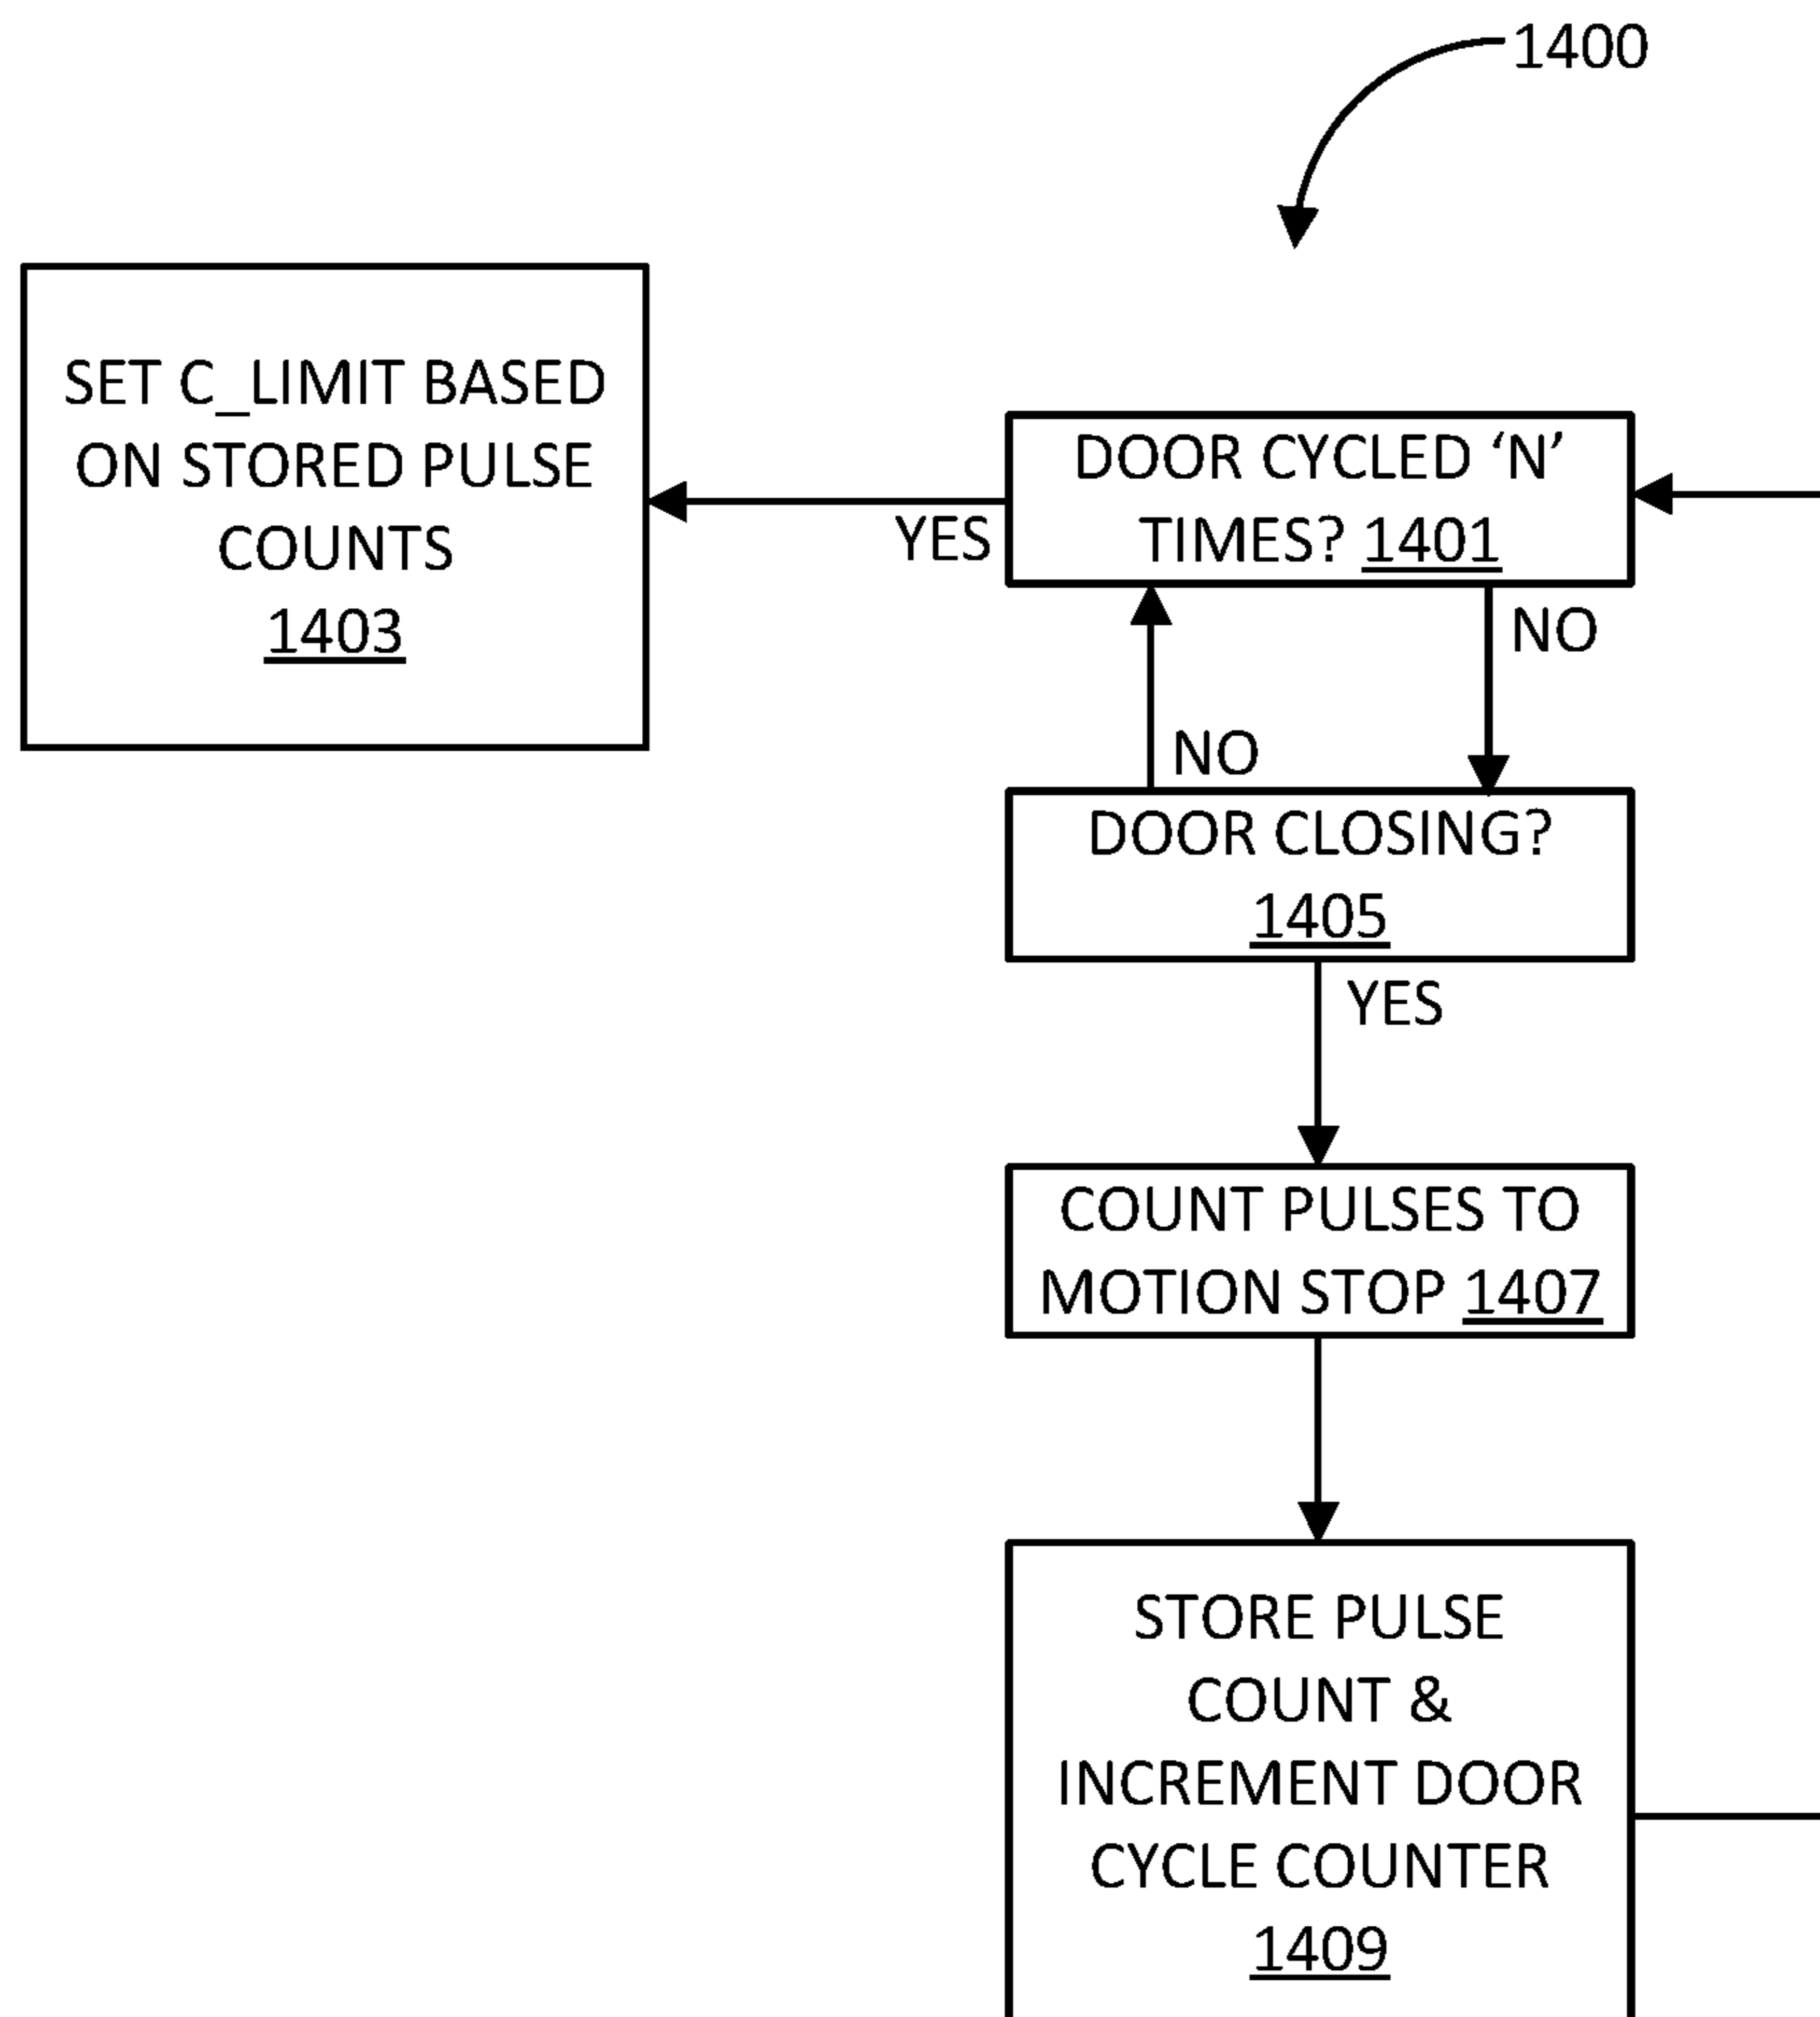 1400
SET C_LIMIT BASED
ON STORED PULSE
COUNTS
1403
DOOR CYCLED ‘N’
TIMES? 1401
YES
NO
NO
DOOR CLOSING?
1405
YES
COUNT PULSES TO
MOTION STOP 1407
STORE PULSE
COUNT &
INCREMENT DOOR
CYCLE COUNTER
1409